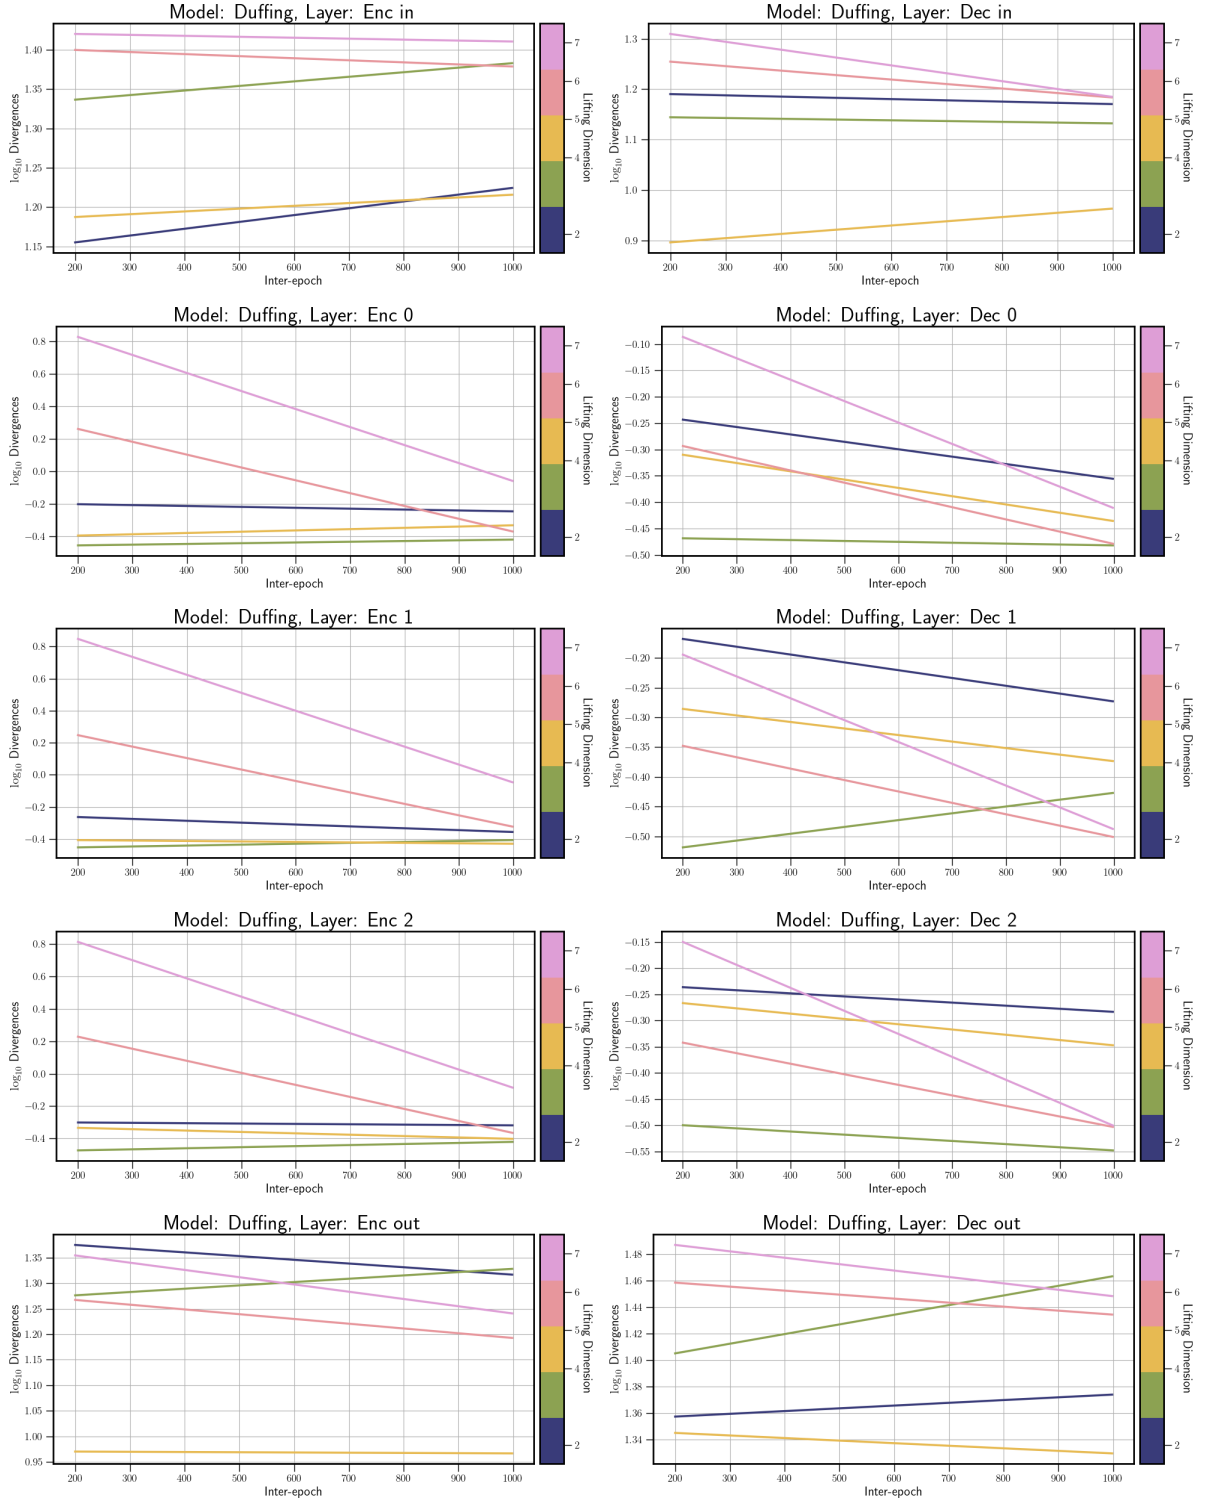 Model: Duffing, Layer: Enc in
log10 Divergences
1.40
1.35
1.30
1.25
1.20
1.15
200 300 400 500 600 700 800 900 1000
Inter-epoch
7
6
5
4
2
Lifting Dimension
Model: Duffing, Layer: Dec in
log10 Divergences
1.3
1.2
1.1
1.0
0.9
200 300 400 500 600 700 800 900 1000
Inter-epoch
7
6
5
4
2
Lifting Dimension
Model: Duffing, Layer: Enc 0
log10 Divergences
0.8
0.6
0.4
0.2
0.0
−0.2
−0.4
200 300 400 500 600 700 800 900 1000
Inter-epoch
7
6
5
4
2
Lifting Dimension
Model: Duffing, Layer: Dec 0
log10 Divergences
−0.10
−0.15
−0.20
−0.25
−0.30
−0.35
−0.40
−0.45
−0.50
200 300 400 500 600 700 800 900 1000
Inter-epoch
7
6
5
4
2
Lifting Dimension
Model: Duffing, Layer: Enc 1
log10 Divergences
0.8
0.6
0.4
0.2
0.0
−0.2
−0.4
200 300 400 500 600 700 800 900 1000
Inter-epoch
7
6
5
4
2
Lifting Dimension
Model: Duffing, Layer: Dec 1
log10 Divergences
−0.20
−0.25
−0.30
−0.35
−0.40
−0.45
−0.50
200 300 400 500 600 700 800 900 1000
Inter-epoch
7
6
5
4
2
Lifting Dimension
Model: Duffing, Layer: Enc 2
log10 Divergences
0.8
0.6
0.4
0.2
0.0
−0.2
−0.4
200 300 400 500 600 700 800 900 1000
Inter-epoch
7
6
5
4
2
Lifting Dimension
Model: Duffing, Layer: Dec 2
log10 Divergences
−0.15
−0.20
−0.25
−0.30
−0.35
−0.40
−0.45
−0.50
−0.55
200 300 400 500 600 700 800 900 1000
Inter-epoch
7
6
5
4
2
Lifting Dimension
Model: Duffing, Layer: Enc out
log10 Divergences
1.35
1.30
1.25
1.20
1.15
1.10
1.05
1.00
0.95
200 300 400 500 600 700 800 900 1000
Inter-epoch
7
6
5
4
2
Lifting Dimension
Model: Duffing, Layer: Dec out
log10 Divergences
1.48
1.46
1.44
1.42
1.40
1.38
1.36
1.34
200 300 400 500 600 700 800 900 1000
Inter-epoch
7
6
5
4
2
Lifting Dimension